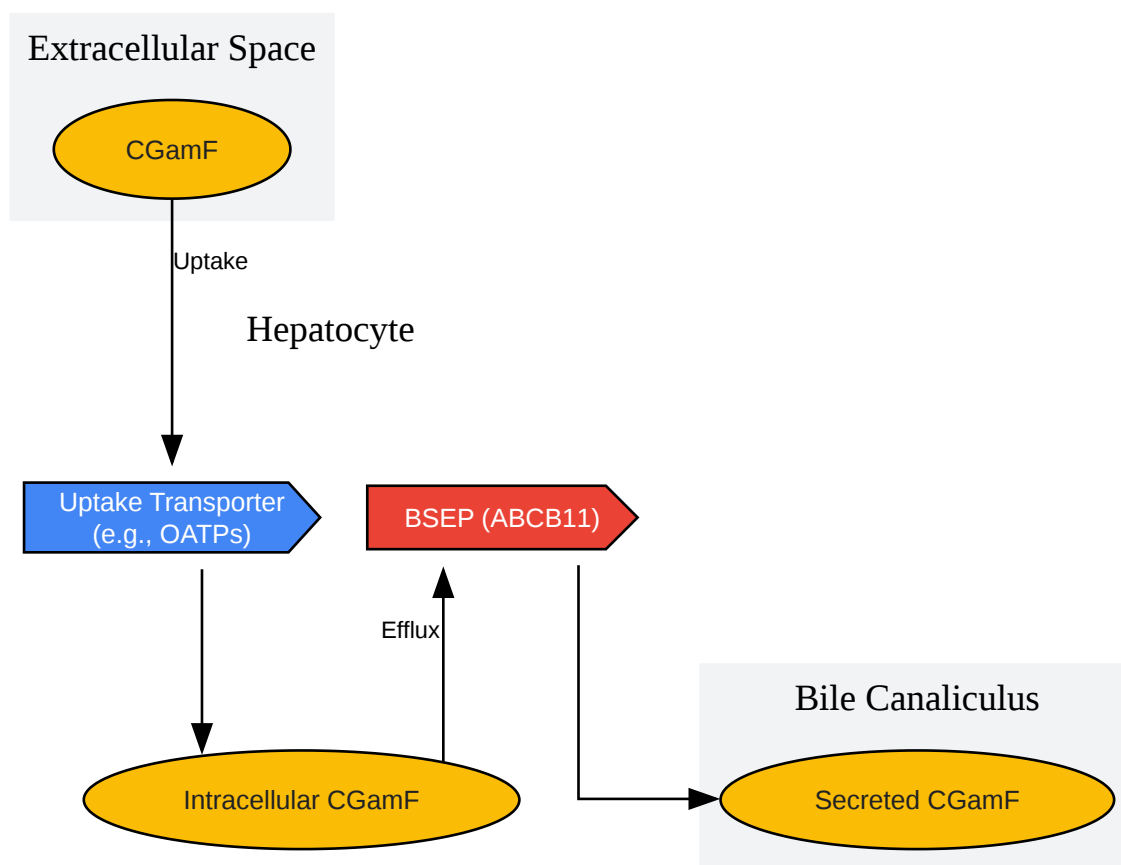 Extracellular Space
CGamF
Uptake
Hepatocyte
Uptake Transporter
(e.g., OATPs)
BSEP (ABCB11)
Efflux
Bile Canaliculus
Intracellular CGamF
Secreted CGamF